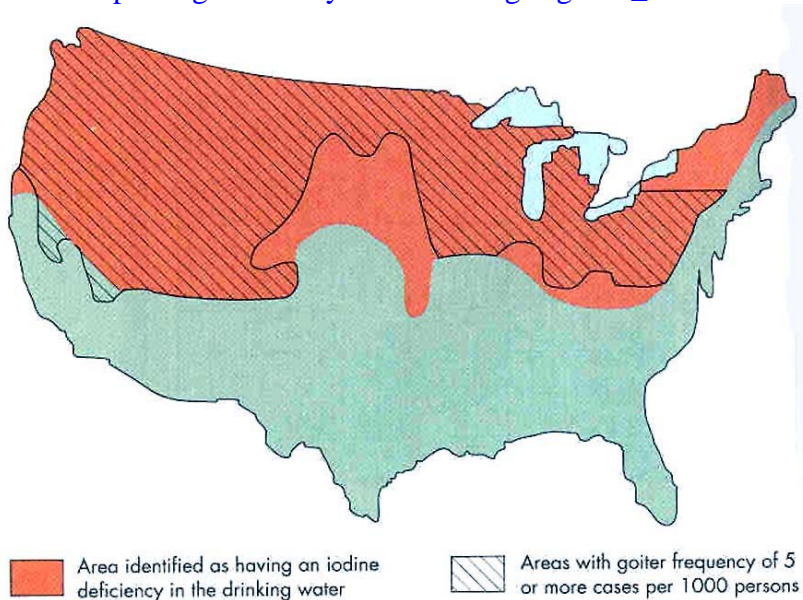 Area identified as having an iodine
deficiency in the drinking water
Areas with goiter frequency of 5
or more cases per 1000 persons